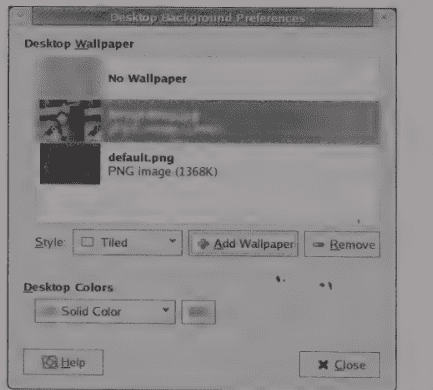 Desktop Background Preferences
Desktop Wallpaper
No Wallpaper
default.png
PNG image (1368K)
Style: Tiled Add Wallpaper Remove
Desktop Colors
Solid Color
Help Close